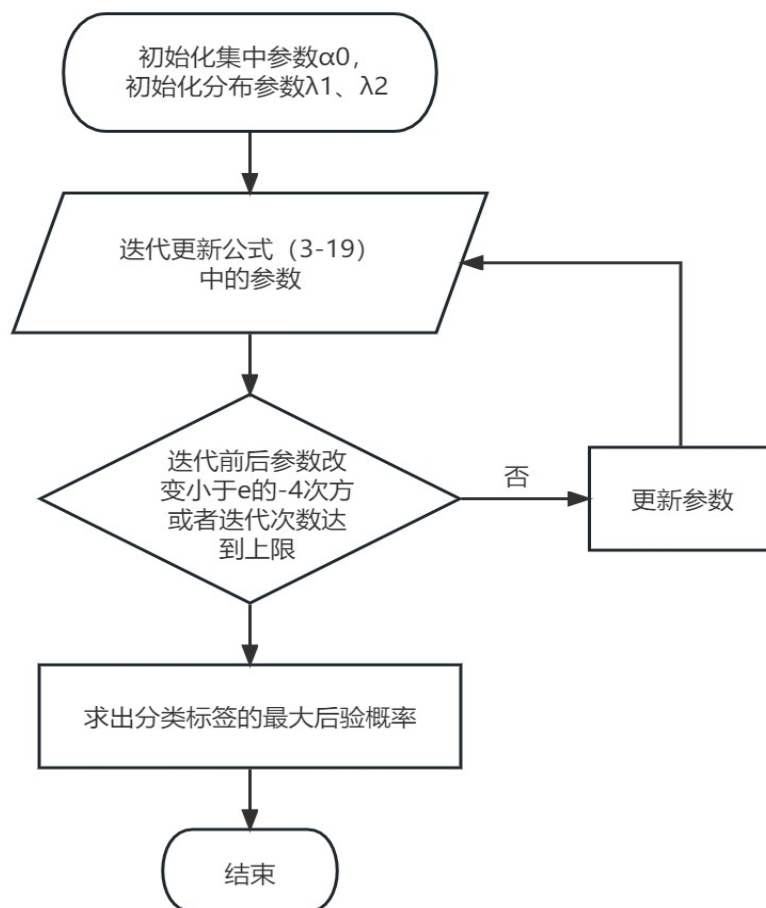 初始化集中参数α0，
初始化分布参数λ1、λ2
迭代更新公式（3-19）
中的参数
迭代前后参数改
变小于e的-4次方
或者迭代次数达
到上限
否
更新参数
求出分类标签的最大后验概率
结束